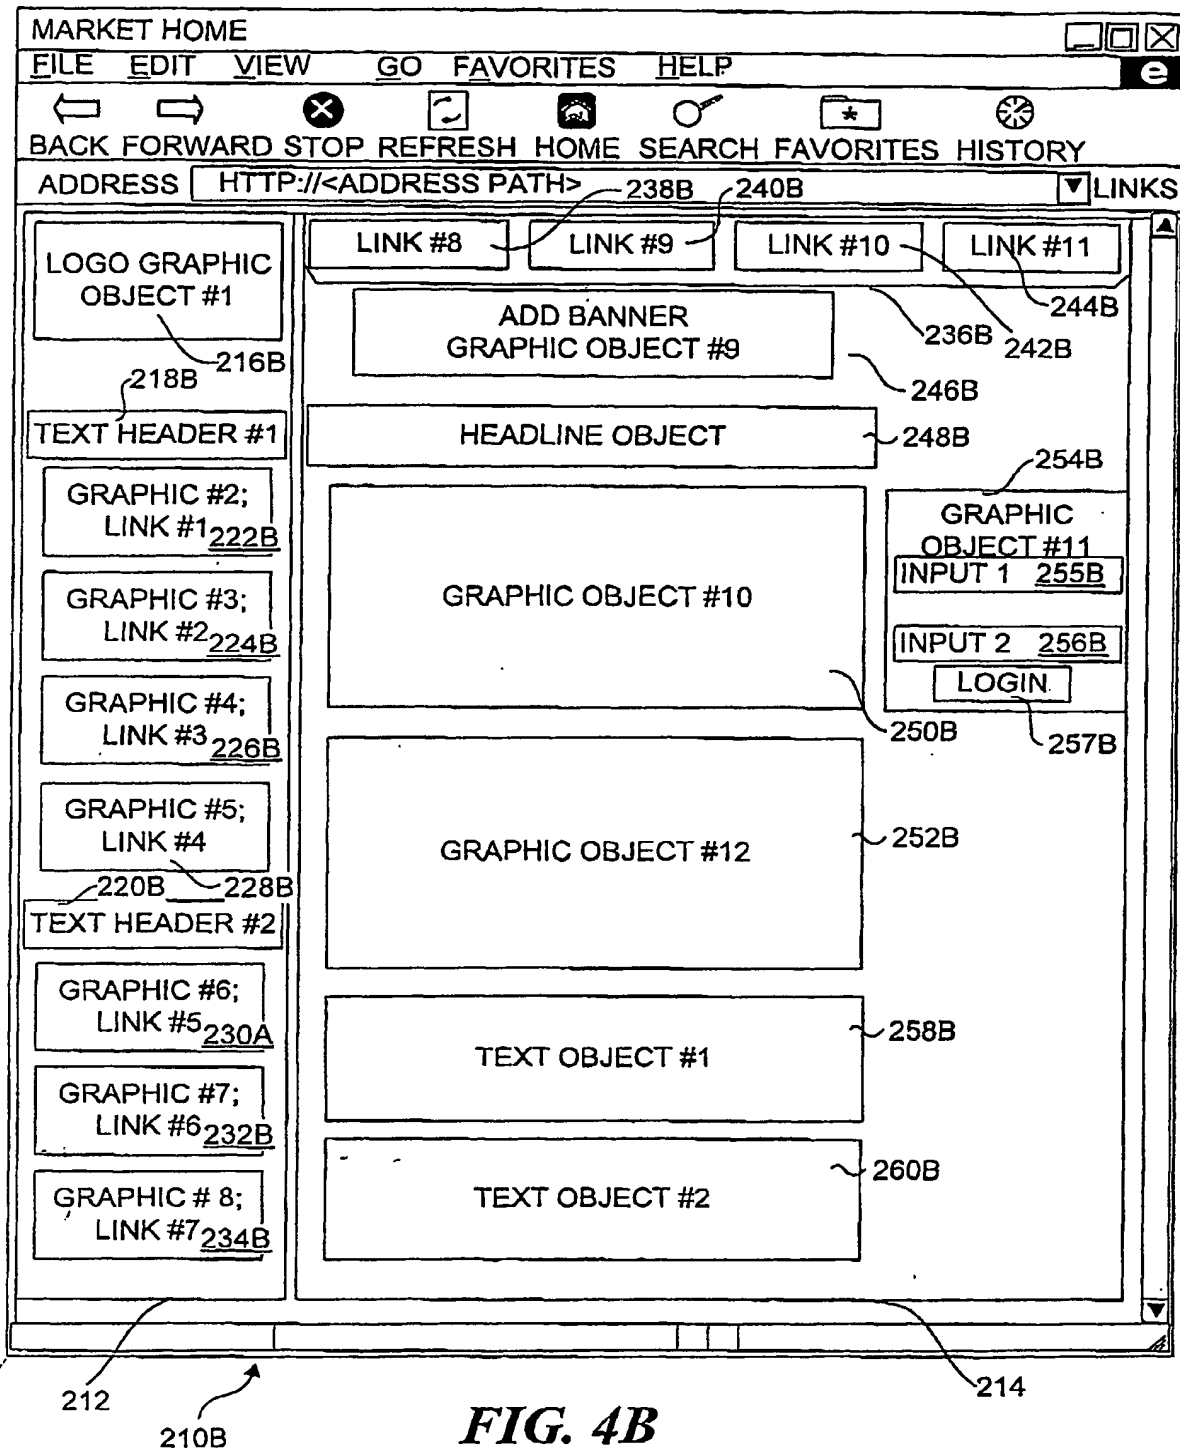 MARKET HOME
FILE EDIT VIEW GO FAVORITES HELP
e
BACK FORWARD STOP REFRESH HOME SEARCH FAVORITES HISTORY
ADDRESS HTTP://<ADDRESS PATH> LINKS
238B 240B
LOGO GRAPHIC
OBJECT #1
216B
218B
TEXT HEADER #1
GRAPHIC #2;
LINK #1 222B
GRAPHIC #3;
LINK #2 224B
GRAPHIC #4;
LINK #3 226B
GRAPHIC #5;
LINK #4
220B 228B
TEXT HEADER #2
GRAPHIC #6;
LINK #5 230A
GRAPHIC #7;
LINK #6 232B
GRAPHIC # 8;
LINK #7 234B
LINK #8 LINK #9 LINK #10 LINK #11
236B 242B 244B
ADD BANNER
GRAPHIC OBJECT #9
246B
HEADLINE OBJECT
248B
254B
GRAPHIC OBJECT #10
250B
GRAPHIC
OBJECT #11
INPUT 1 255B
INPUT 2 256B
LOGIN
257B
GRAPHIC OBJECT #12
252B
TEXT OBJECT #1
258B
TEXT OBJECT #2
260B
212
210B
214
FIG. 4B